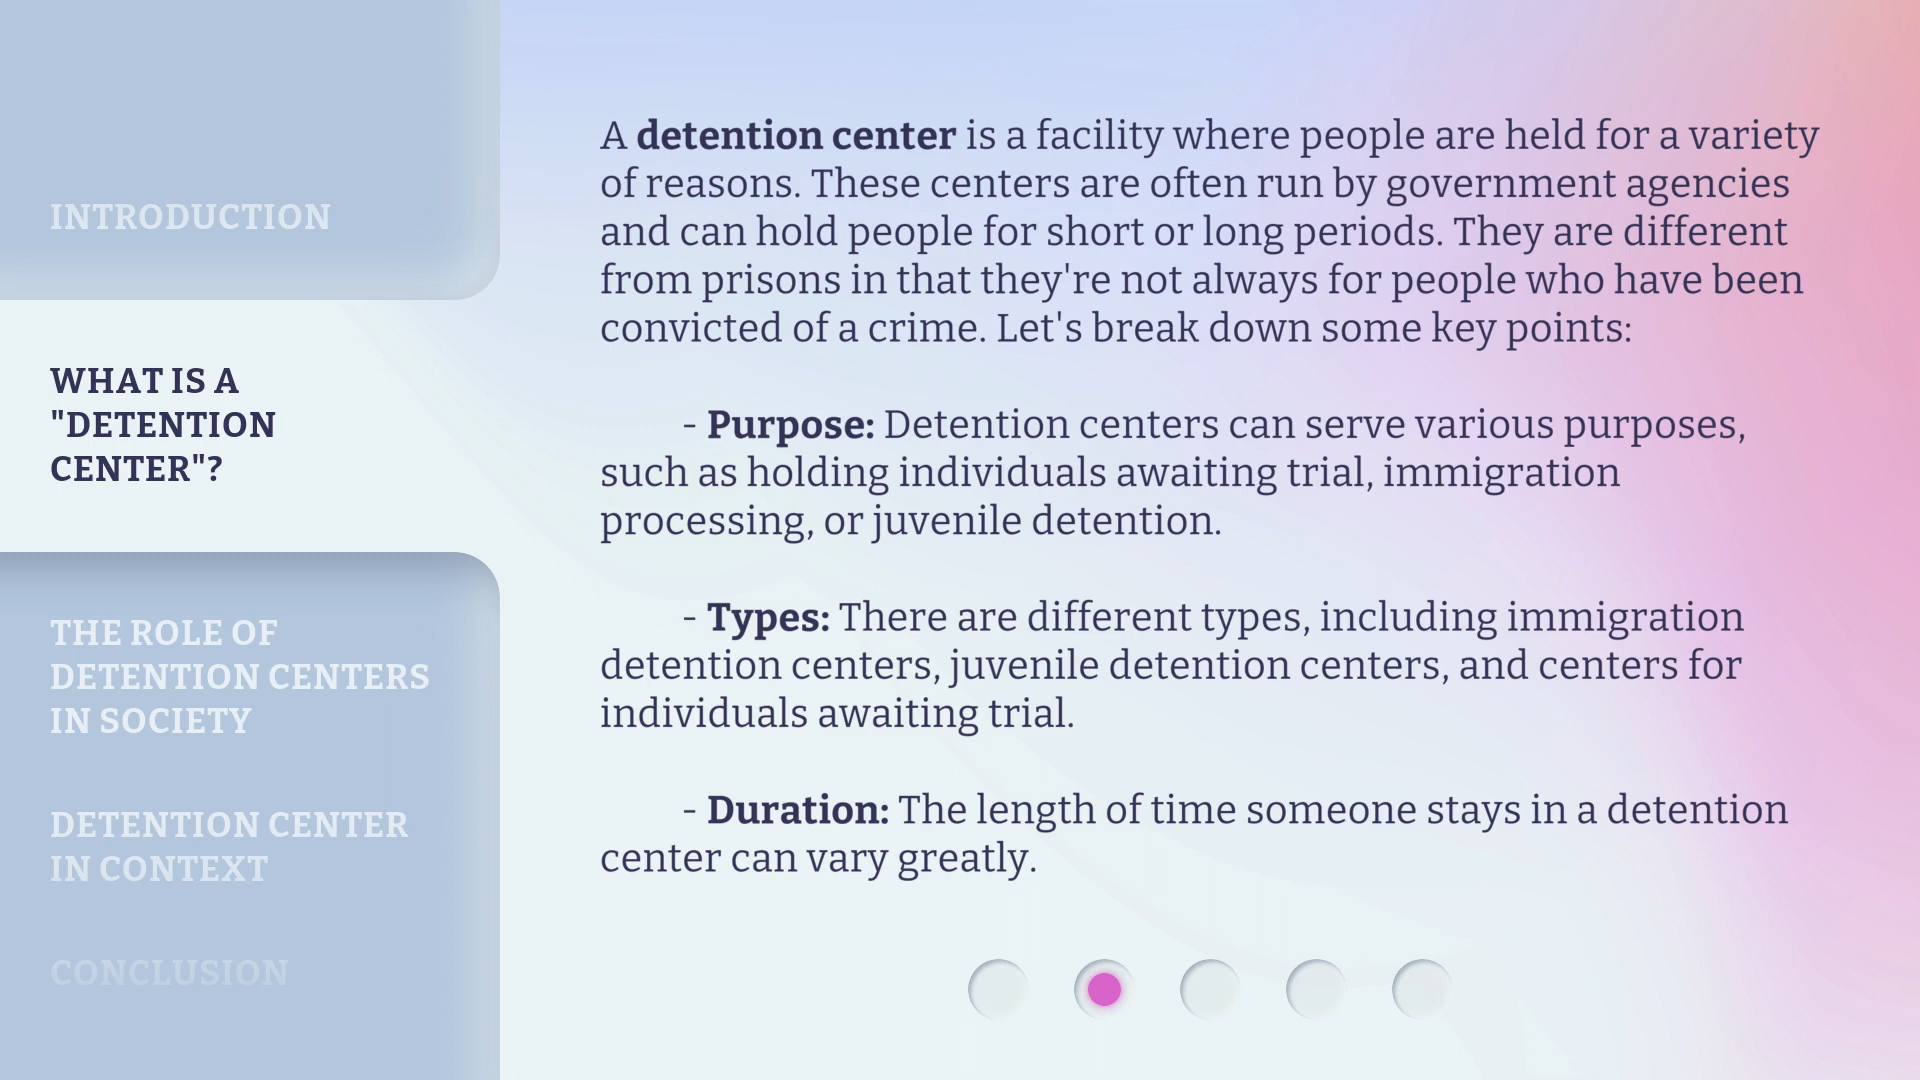 INTRODUCTION
WHAT IS A
"DETENTION
CENTER"?
THE ROLE OF
DETENTION CENTERS
IN SOCIETY
DETENTION CENTER
IN CONTEXT
CONCLUSION
A detention center is a facility where people are held for a variety
of reasons. These centers are often run by government agencies
and can hold people for short or long periods. They are different
from prisons in that they're not always for people who have been
convicted of a crime. Let's break down some key points:
- Purpose: Detention centers can serve various purposes,
such as holding individuals awaiting trial, immigration
processing, or juvenile detention.
- Types: There are different types, including immigration
detention centers, juvenile detention centers, and centers for
individuals awaiting trial.
- Duration: The length of time someone stays in a detention
center can vary greatly.